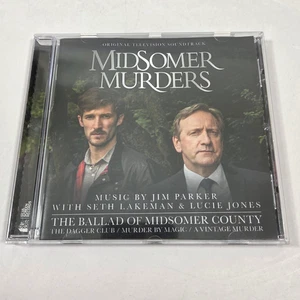 ORIGINAL TELEVISION SOUNDTRACK
MIDSOMER
MURDERS
MUSIC BY JIM PARKER
WITH SETH LAKEMAN & LUCIE JONES
THE BALLAD OF MIDSOMER COUNTY
THE DAGGER CLUB / MURDER BY MAGIC / A VINTAGE MURDER